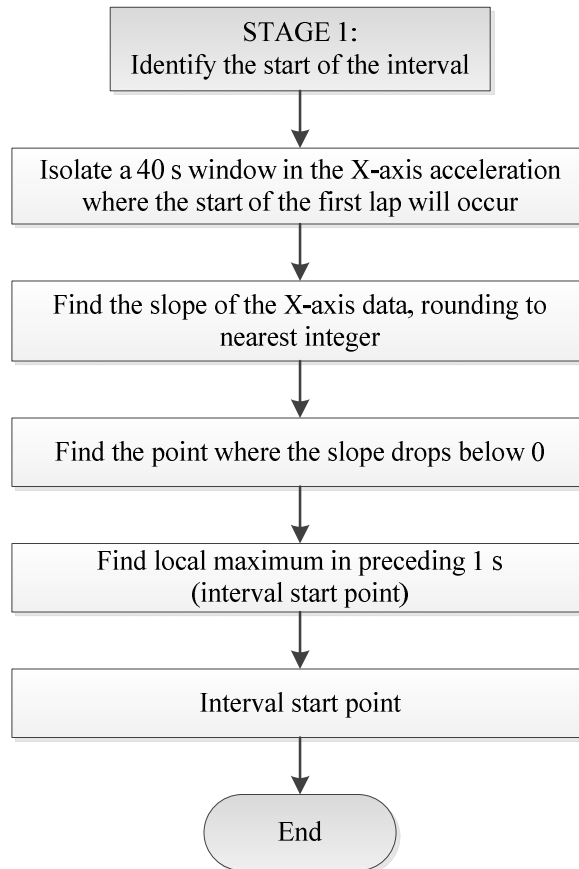 STAGE 1:
Identify the start of the interval
Isolate a 40 s window in the X-axis acceleration
where the start of the first lap will occur
Find the slope of the X-axis data, rounding to
nearest integer
Find the point where the slope drops below 0
Find local maximum in preceding 1 s
(interval start point)
Interval start point
End